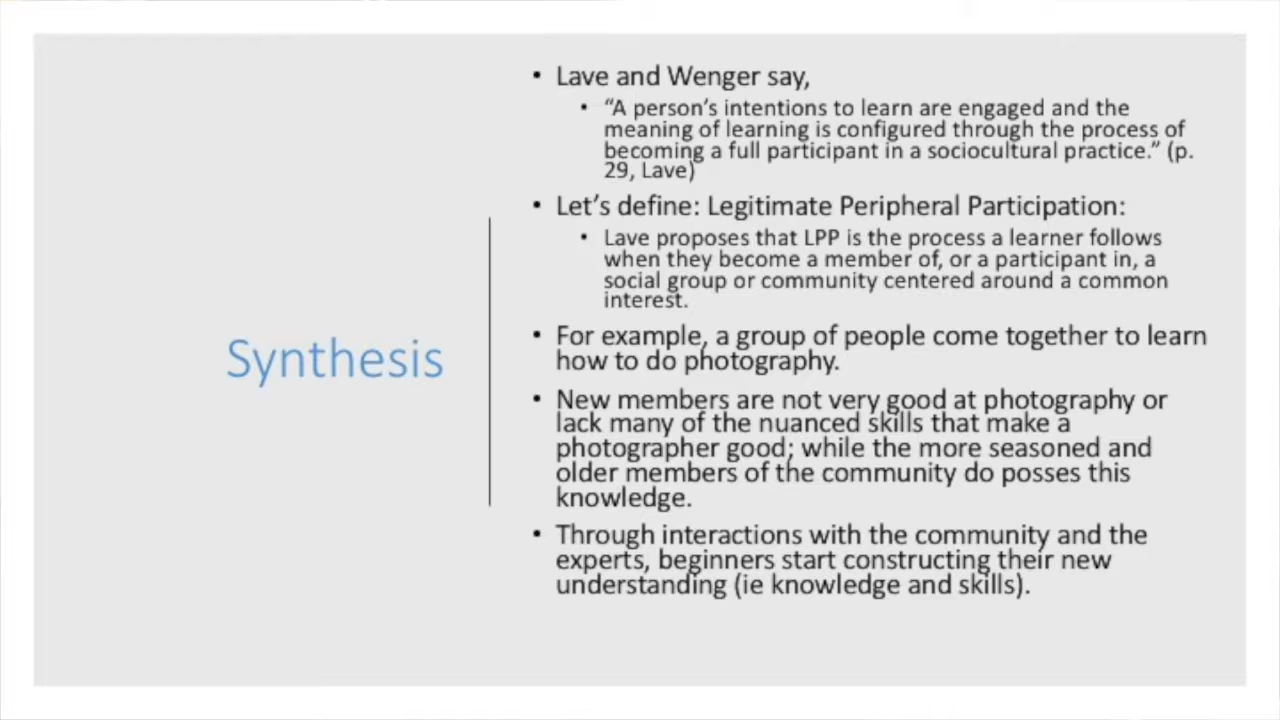 Synthesis
• Lave and Wenger say,
• “A person’s intentions to learn are engaged and the
meaning of learning is configured through the process of
becoming a full participant in a sociocultural practice.” (p.
29, Lave)
• Let’s define: Legitimate Peripheral Participation:
• Lave proposes that LPP is the process a learner follows
when they become a member of, or a participant in, a
social group or community centered around a common
interest.
• For example, a group of people come together to learn
how to do photography.
• New members are not very good at photography or
lack many of the nuanced skills that make a
photographer good; while the more seasoned and
older members of the community do posses this
knowledge.
• Through interactions with the community and the
experts, beginners start constructing their new
understanding (ie knowledge and skills).